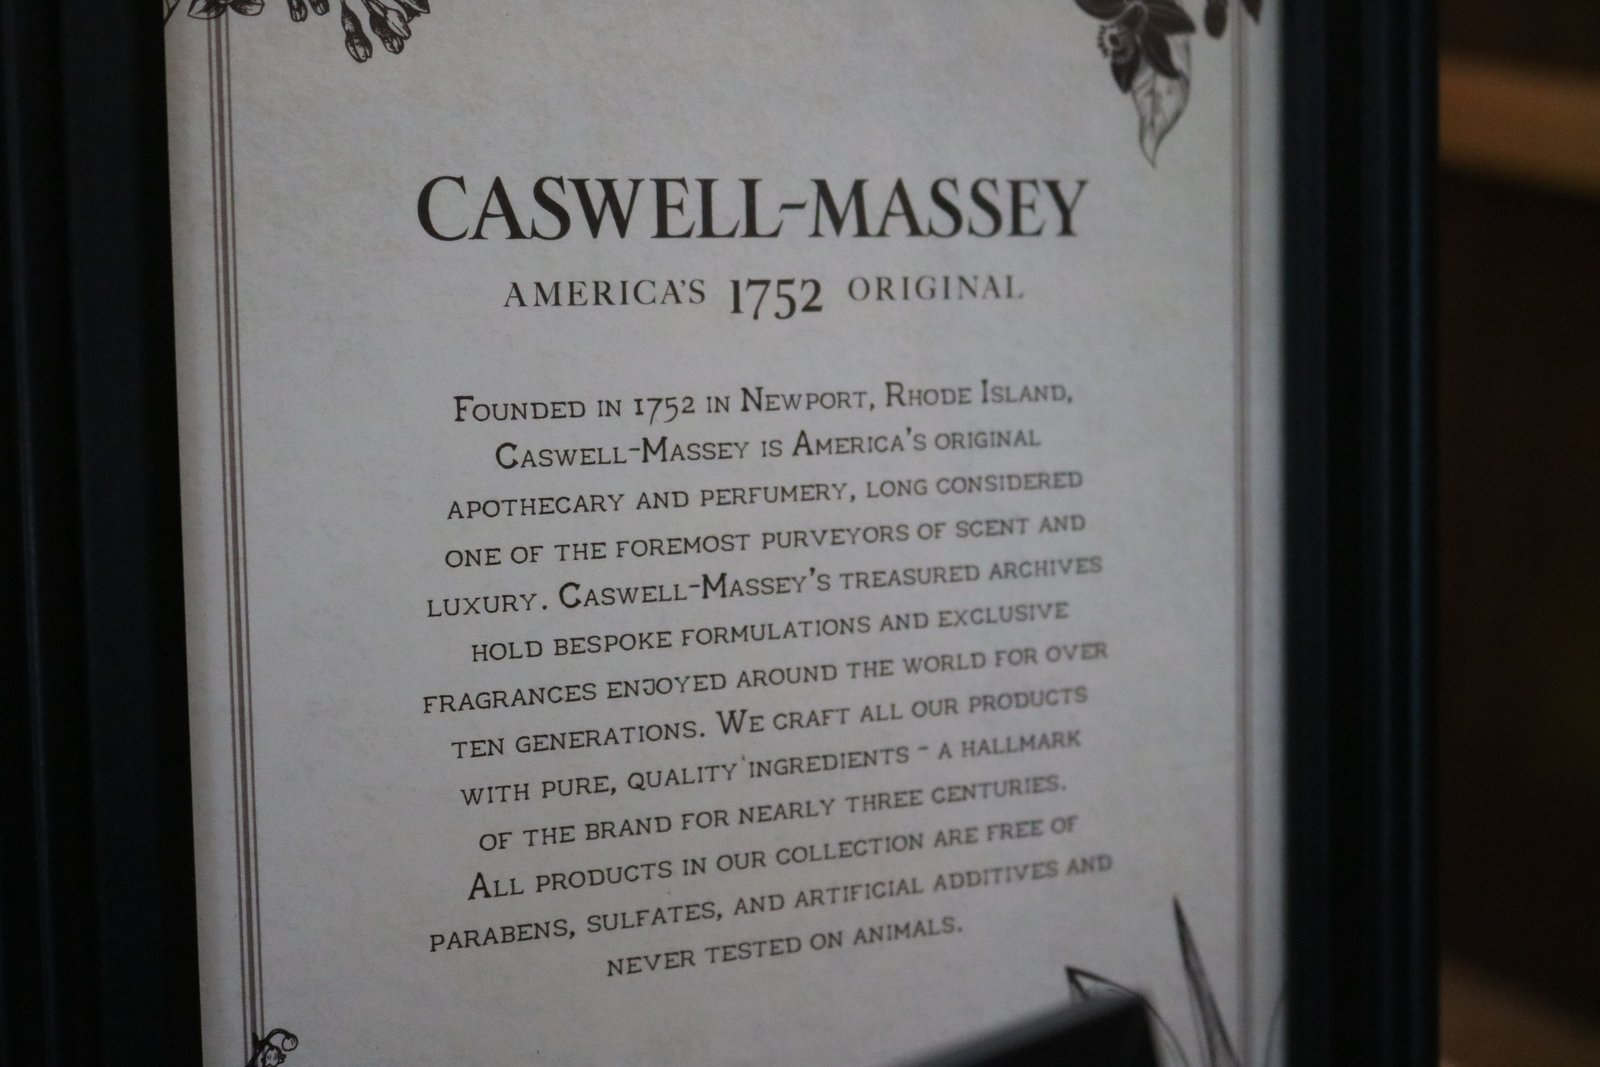 CASWELL-MASSEY
AMERICA'S 1752 ORIGINAL
FOUNDED IN 1752 IN NEWPORT, RHODE ISLAND,
CASWELL-MASSEY IS AMERICA'S ORIGINAL
APOTHECARY AND PERFUMERY, LONG CONSIDERED
ONE OF THE FOREMOST PURVEYORS OF SCENT AND
LUXURY. CASWELL-MASSEY'S TREASURED ARCHIVES
HOLD BESPOKE FORMULATIONS AND EXCLUSIVE
FRAGRANCES ENJOYED AROUND THE WORLD FOR OVER
TEN GENERATIONS. WE CRAFT ALL OUR PRODUCTS
WITH PURE, QUALITY INGREDIENTS - A HALLMARK
OF THE BRAND FOR NEARLY THREE CENTURIES.
ALL PRODUCTS IN OUR COLLECTION ARE FREE OF
PARABENS, SULFATES, AND ARTIFICIAL ADDITIVES AND
NEVER TESTED ON ANIMALS.